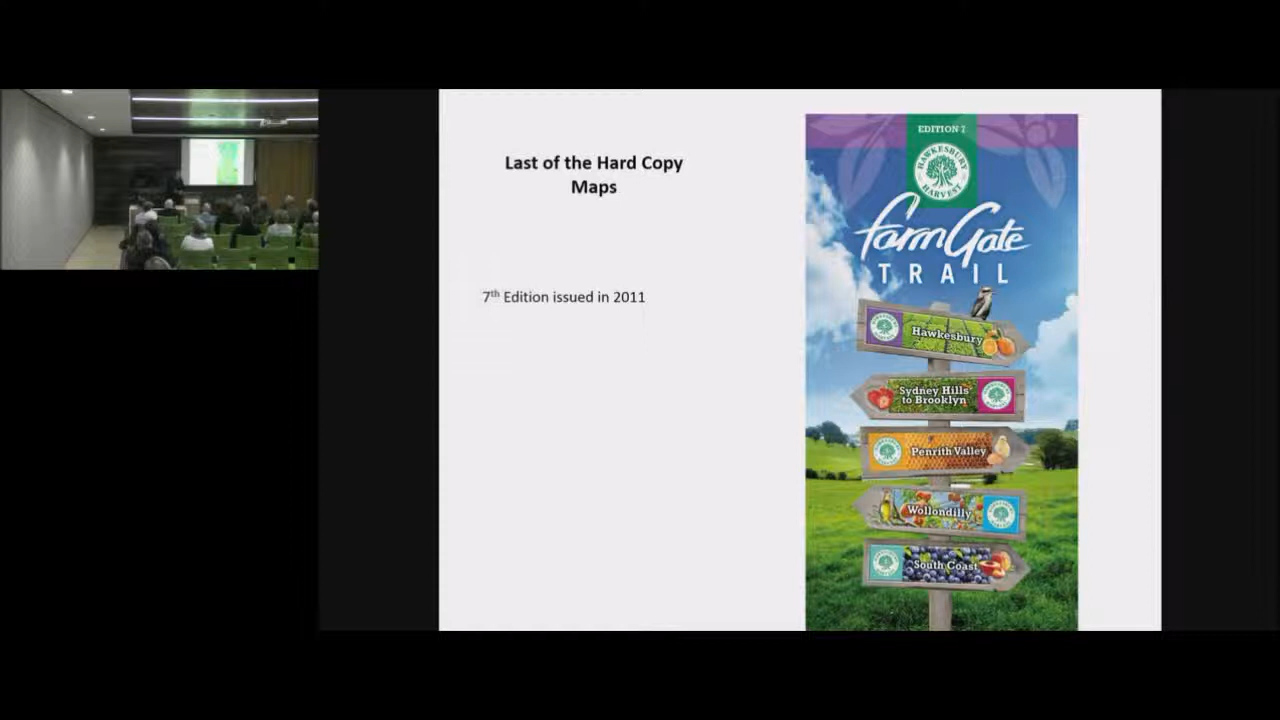 Last of the Hard Copy
Maps
7th Edition issued in 2011
EDITION 7
HAWKESBURY
HARVEST
farmGate
TRAIL
Hawkesbury
Sydney Hills
to Brooklyn
Penrith Valley
Wollondilly
South Coast